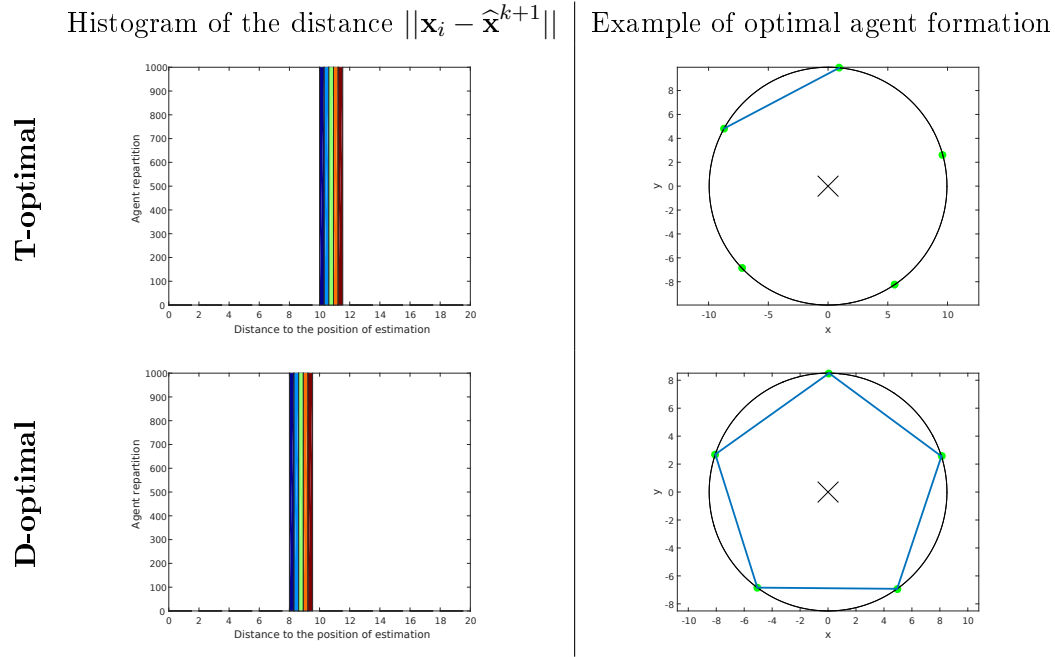 Histogram of the distance ||x_i − x̂^{k+1}||
Example of optimal agent formation
T-optimal
Agent repartition
1000
900
800
700
600
500
400
300
200
100
0
0 2 4 6 8 10 12 14 16 18 20
Distance to the position of estimation
y
8
6
4
2
0
-2
-4
-6
-8
-10 -5 0 5 10
x
D-optimal
Agent repartition
1000
900
800
700
600
500
400
300
200
100
0
0 2 4 6 8 10 12 14 16 18 20
Distance to the position of estimation
y
8
6
4
2
0
-2
-4
-6
-8
-10 -8 -6 -4 -2 0 2 4 6 8 10
x